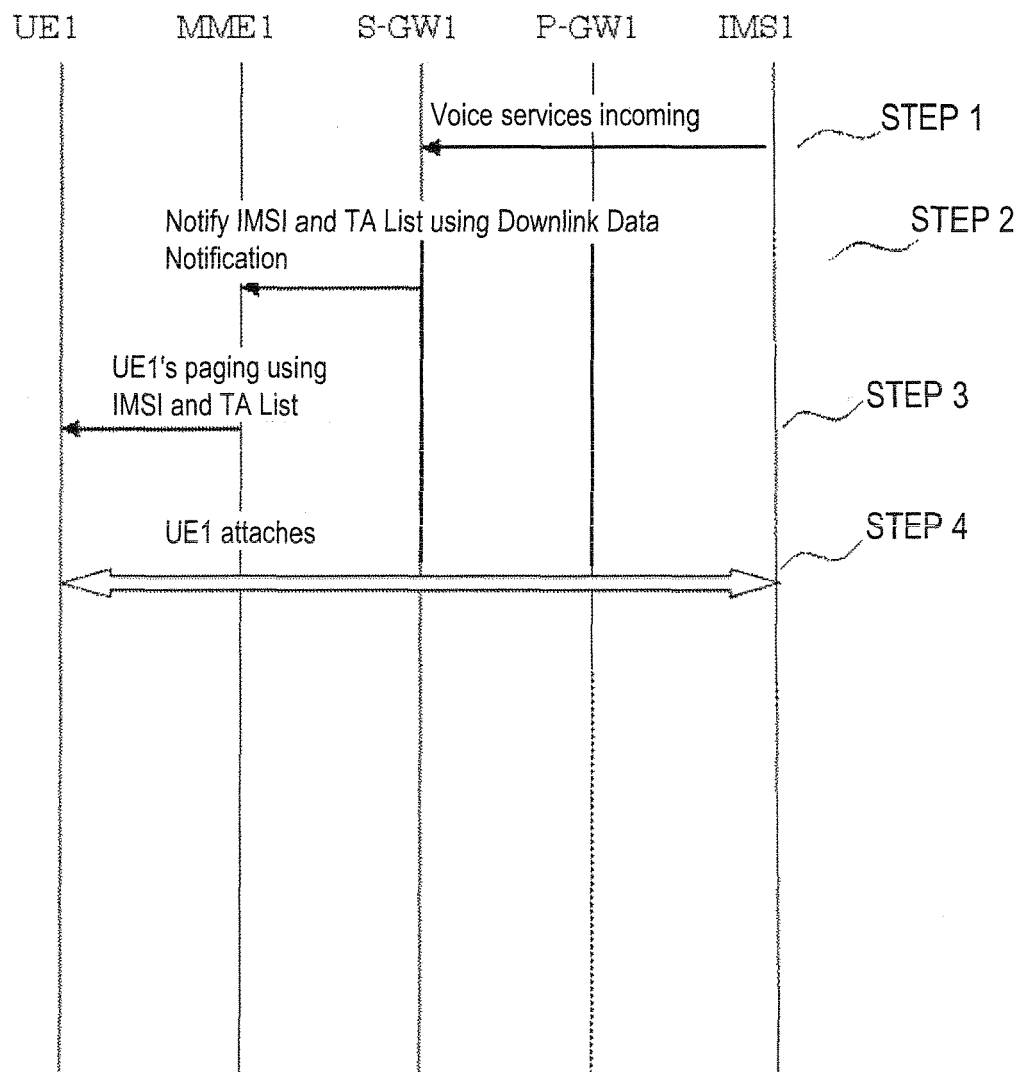 UE1 MME1 S-GW1 P-GW1 IMS1
Voice services incoming
STEP 1
Notify IMSI and TA List using Downlink Data
Notification
STEP 2
UE1's paging using
IMSI and TA List
STEP 3
UE1 attaches
STEP 4